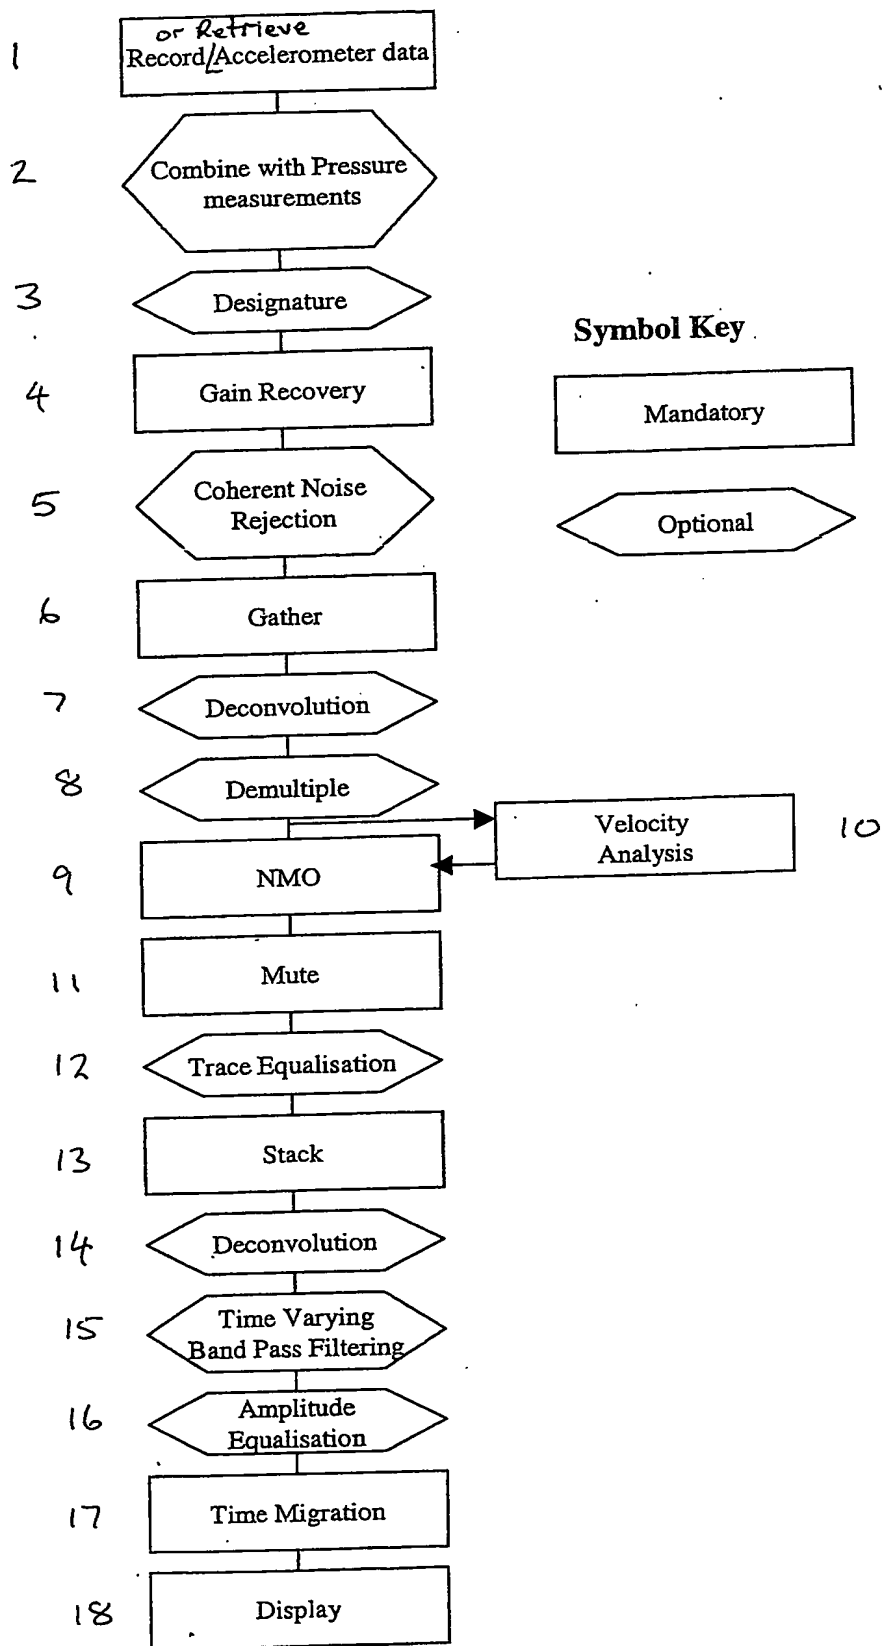 1
or Retrieve
Record/Accelerometer data
2
Combine with Pressure
measurements
3
Designature
Symbol Key
4
Gain Recovery
Mandatory
5
Coherent Noise
Rejection
Optional
6
Gather
7
Deconvolution
8
Demultiple
Velocity
Analysis
10
9
NMO
11
Mute
12
Trace Equalisation
13
Stack
14
Deconvolution
15
Time Varying
Band Pass Filtering
16
Amplitude
Equalisation
17
Time Migration
18
Display